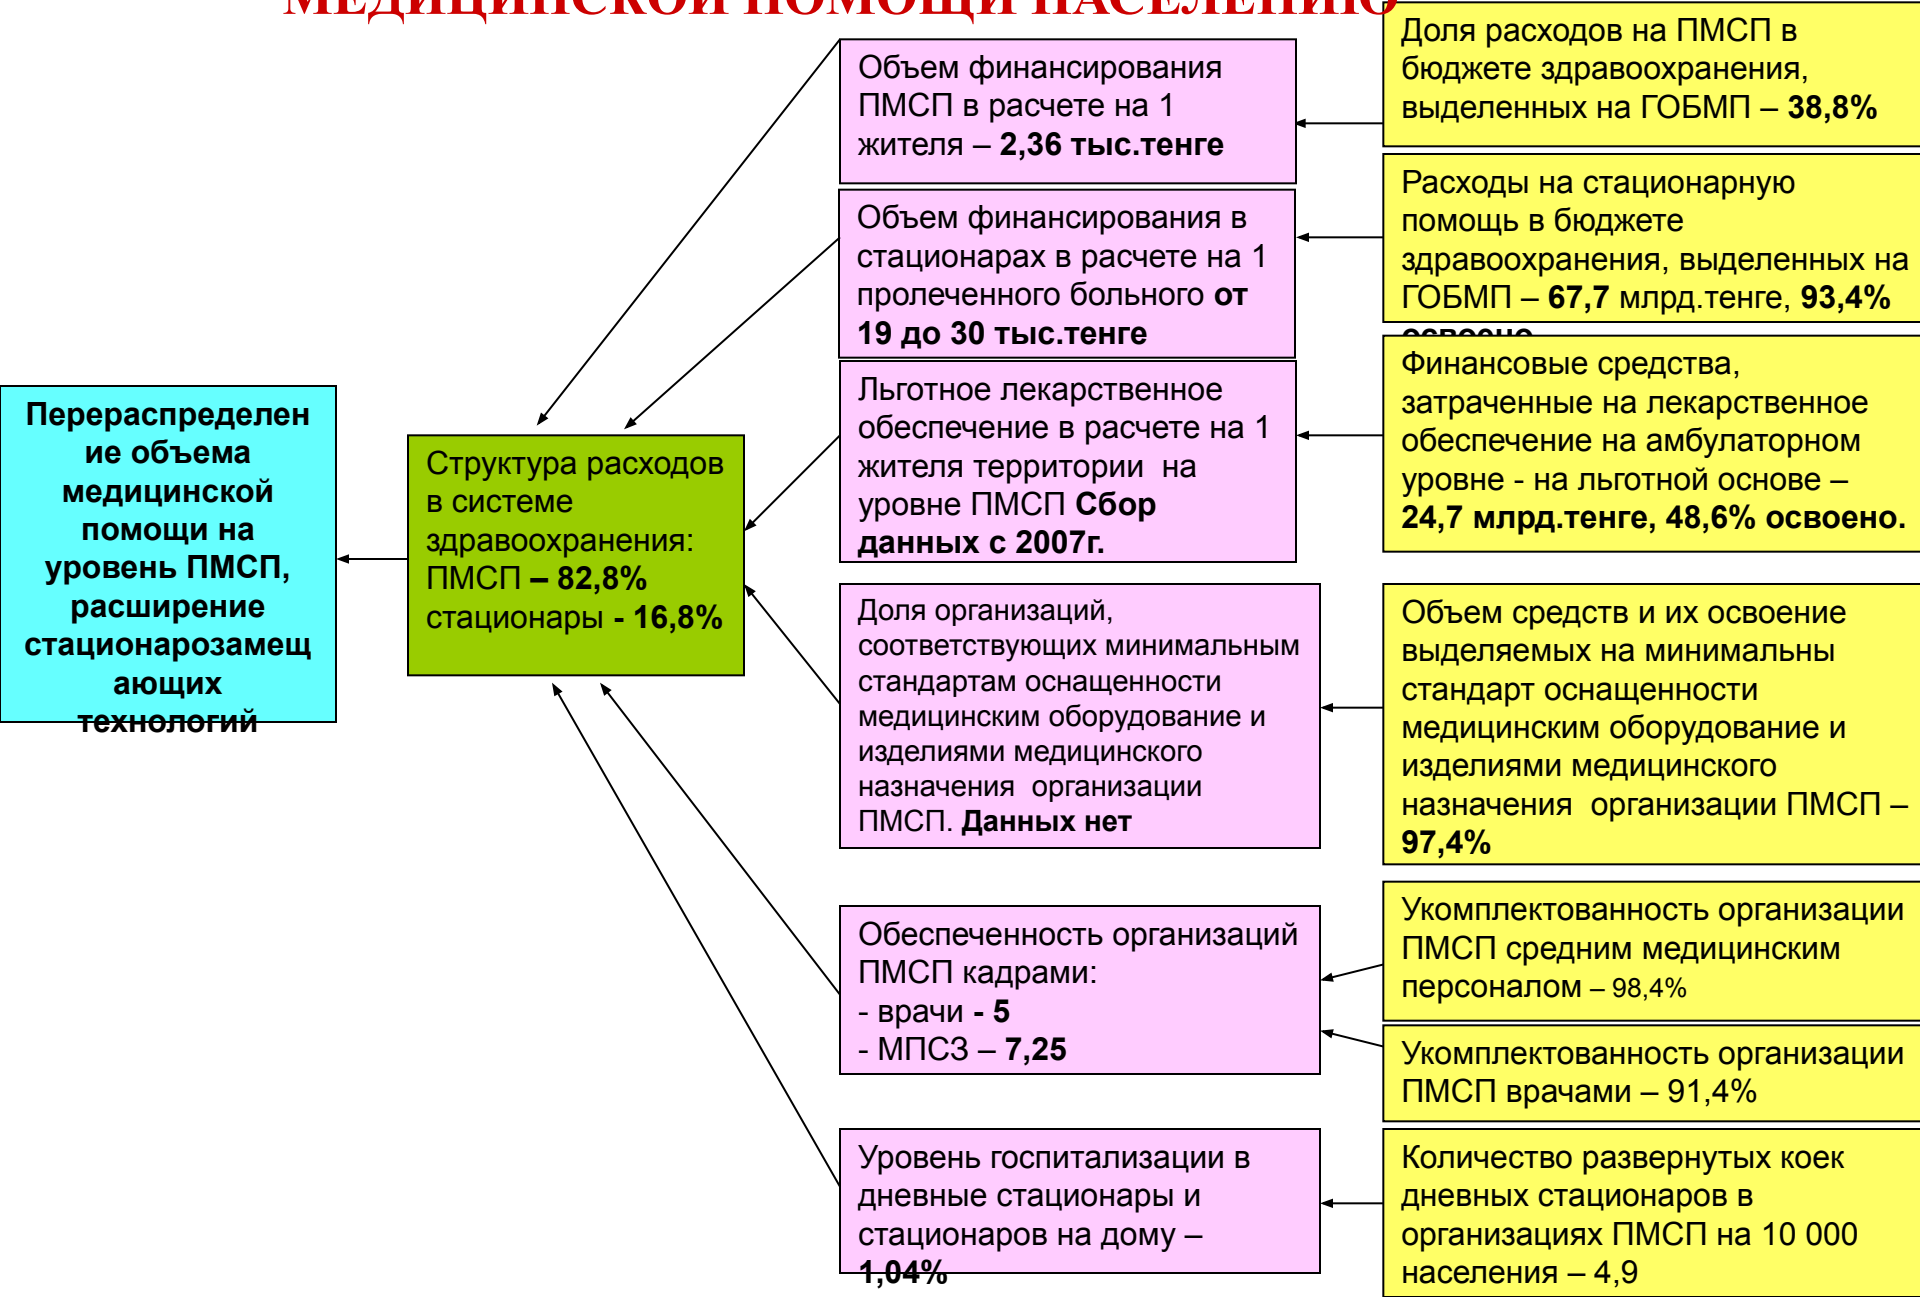 МЕДИЦИНСКОЙ ПОМОЩИ НАСЕЛЕНИЮ
Перераспределен
ие объема
медицинской
помощи на
уровень ПМСП,
расширение
стационарозамещ
ающих
технологий
Структура расходов
в системе
здравоохранения:
ПМСП – 82,8%
стационары - 16,8%
Объем финансирования
ПМСП в расчете на 1
жителя – 2,36 тыс.тенге
Объем финансирования в
стационарах в расчете на 1
пролеченного больного от
19 до 30 тыс.тенге
Льготное лекарственное
обеспечение в расчете на 1
жителя территории на
уровне ПМСП Сбор
данных с 2007г.
Доля организаций,
соответствующих минимальным
стандартам оснащенности
медицинским оборудование и
изделиями медицинского
назначения организации
ПМСП. Данных нет
Обеспеченность организаций
ПМСП кадрами:
- врачи - 5
- МПСЗ – 7,25
Уровень госпитализации в
дневные стационары и
стационаров на дому –
1,04%
Доля расходов на ПМСП в
бюджете здравоохранения,
выделенных на ГОБМП – 38,8%
Расходы на стационарную
помощь в бюджете
здравоохранения, выделенных на
ГОБМП – 67,7 млрд.тенге, 93,4%
освоено
Финансовые средства,
затраченные на лекарственное
обеспечение на амбулаторном
уровне - на льготной основе –
24,7 млрд.тенге, 48,6% освоено.
Объем средств и их освоение
выделяемых на минимальны
стандарт оснащенности
медицинским оборудование и
изделиями медицинского
назначения организации ПМСП –
97,4%
Укомплектованность организации
ПМСП средним медицинским
персоналом – 98,4%
Укомплектованность организации
ПМСП врачами – 91,4%
Количество развернутых коек
дневных стационаров в
организациях ПМСП на 10 000
населения – 4,9